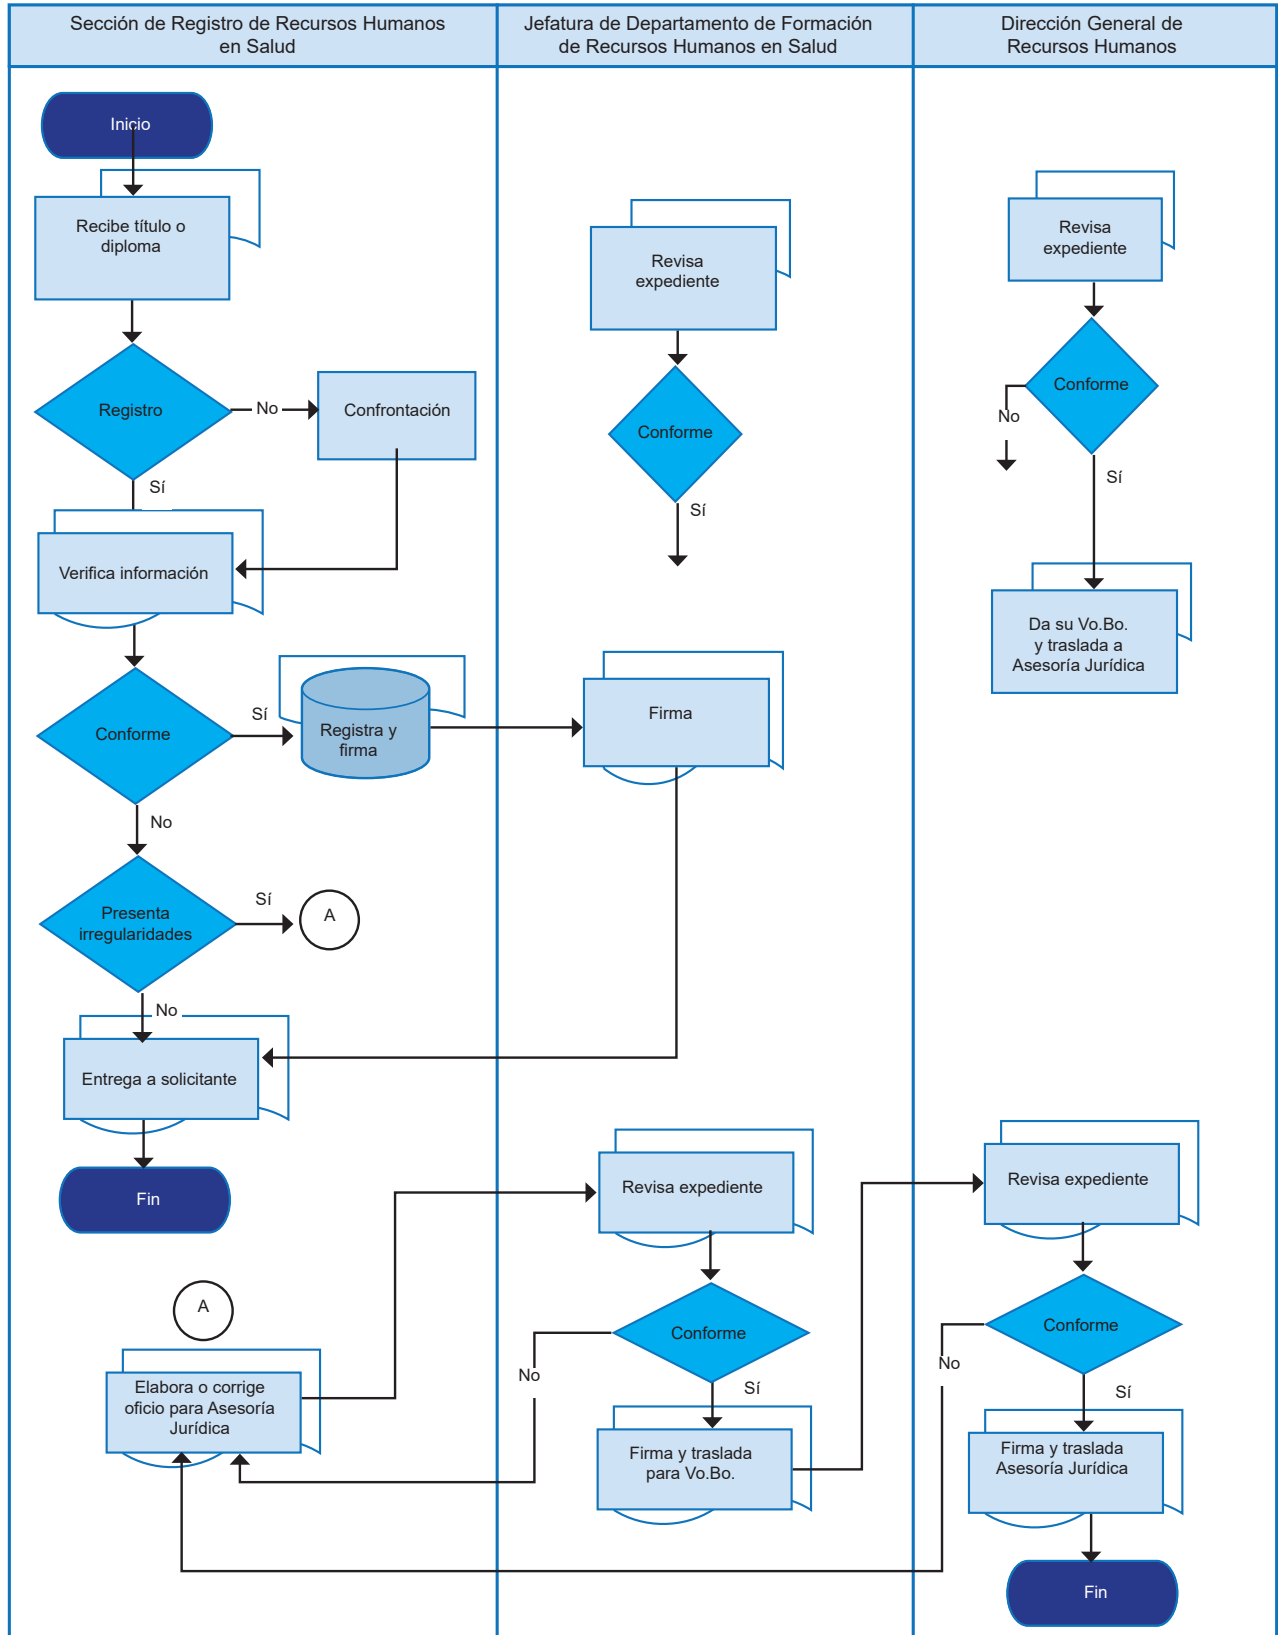 Sección de Registro de Recursos Humanos
en Salud
Jefatura de Departamento de Formación
de Recursos Humanos en Salud
Dirección General de
Recursos Humanos
Inicio
Recibe título o
diploma
Registro
No
Confrontación
Sí
Verifica información
Conforme
Sí
Registra y
firma
No
Presenta
irregularidades
Sí
A
No
Entrega a solicitante
Fin
A
Elabora o corrige
oficio para Asesoría
Jurídica
Revisa
expediente
Conforme
Sí
Firma
Revisa expediente
Conforme
No
Sí
Firma y traslada
para Vo.Bo.
Revisa
expediente
Conforme
No
Sí
Da su Vo.Bo.
y traslada a
Asesoría Jurídica
Revisa expediente
Conforme
No
Sí
Firma y traslada
Asesoría Jurídica
Fin